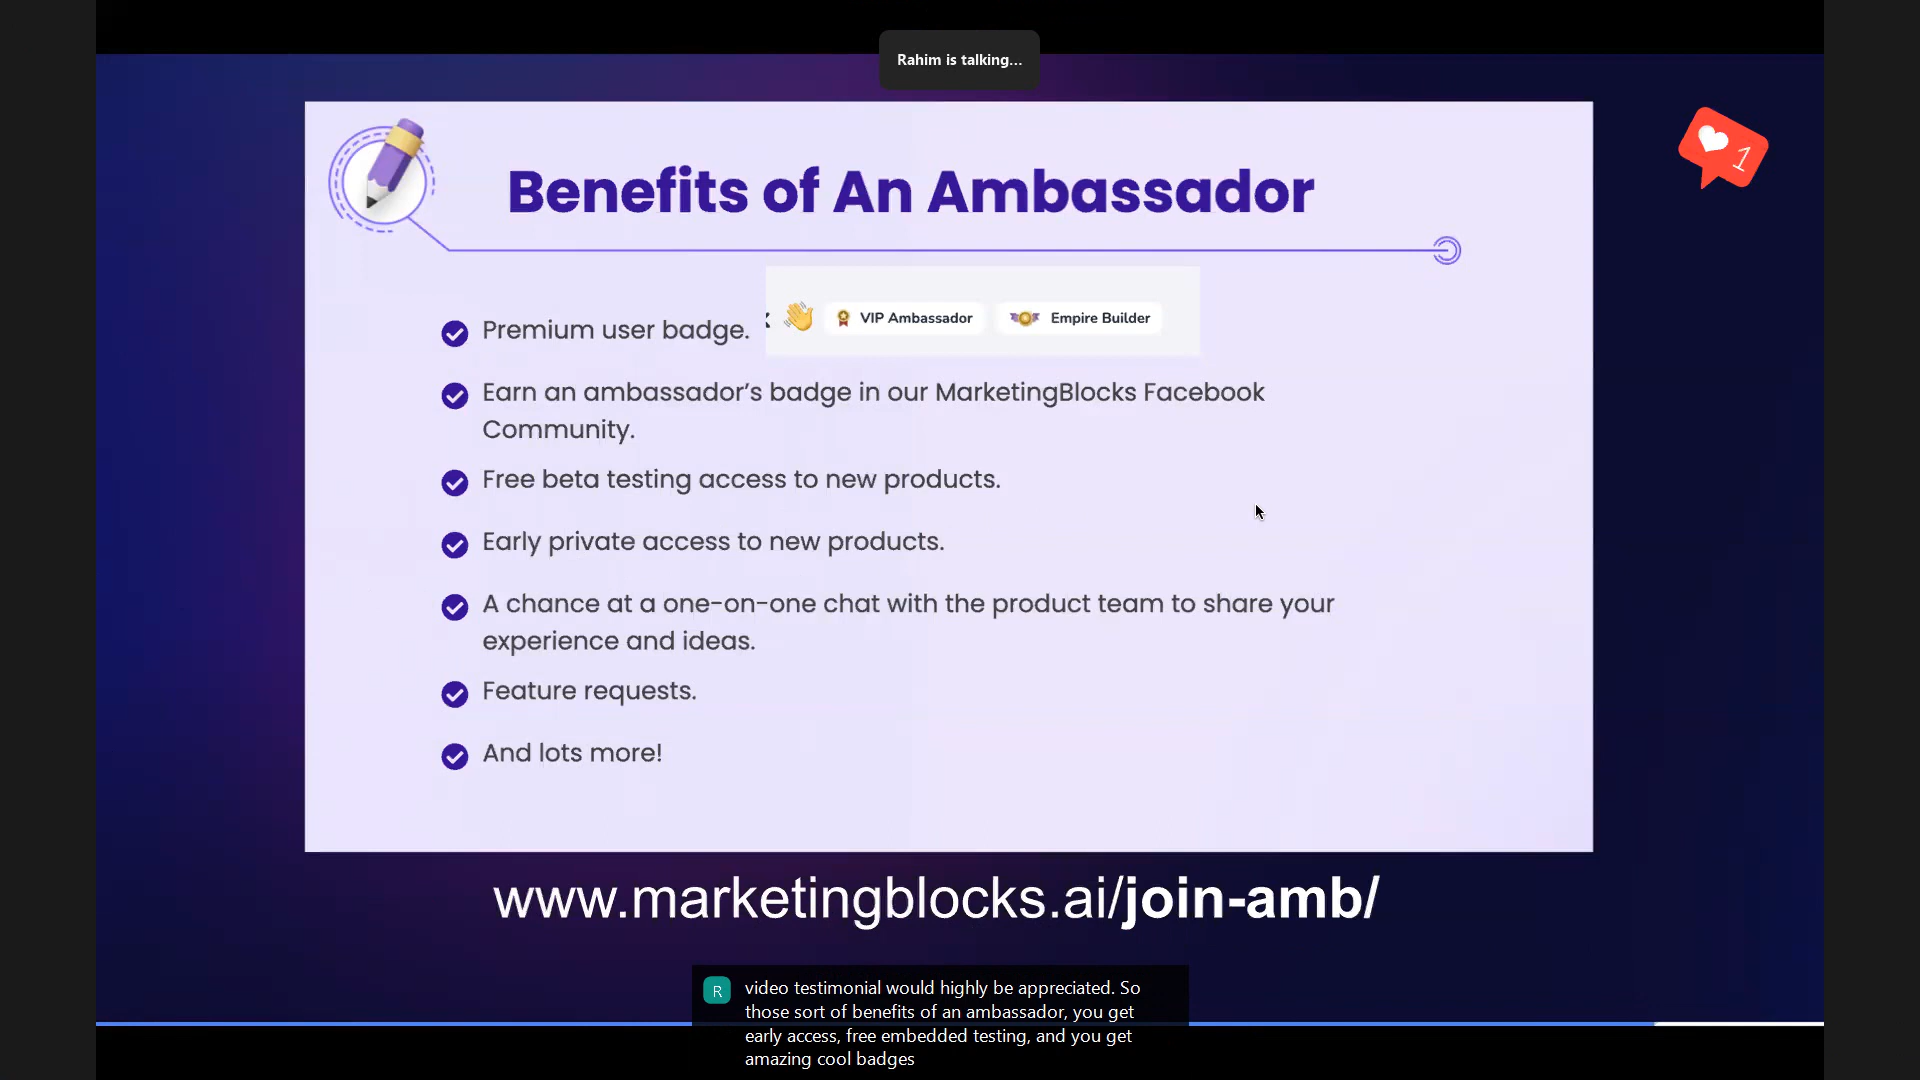 Rahim is talking...
1
Benefits of An Ambassador
Premium user badge.
VIP Ambassador
Empire Builder
Earn an ambassador’s badge in our MarketingBlocks Facebook
Community.
Free beta testing access to new products.
Early private access to new products.
A chance at a one-on-one chat with the product team to share your
experience and ideas.
Feature requests.
And lots more!
www.marketingblocks.ai/join-amb/
R
video testimonial would highly be appreciated. So
those sort of benefits of an ambassador, you get
early access, free embedded testing, and you get
amazing cool badges